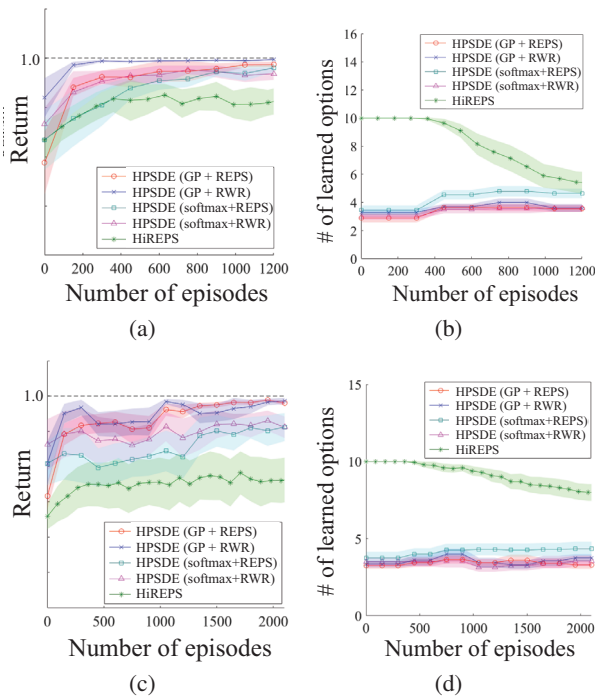 1.0
Return
HPSDE (GP + REPS)
HPSDE (GP + RWR)
HPSDE (softmax+REPS)
HPSDE (softmax+RWR)
HiREPS
0 200 400 600 800 1000 1200
Number of episodes
(a)
16
14
12
10
8
6
4
2
0
# of learned options
HPSDE (GP + REPS)
HPSDE (GP + RWR)
HPSDE (softmax+REPS)
HPSDE (softmax+RWR)
HiREPS
0 200 400 600 800 1000 1200
Number of episodes
(b)
1.0
Return
HPSDE (GP + REPS)
HPSDE (GP + RWR)
HPSDE (softmax+REPS)
HPSDE (softmax+RWR)
HiREPS
0 500 1000 1500 2000
Number of episodes
(c)
15
10
5
0
# of learned options
HPSDE (GP + REPS)
HPSDE (GP + RWR)
HPSDE (softmax+REPS)
HPSDE (softmax+RWR)
HiREPS
0 500 1000 1500 2000
Number of episodes
(d)